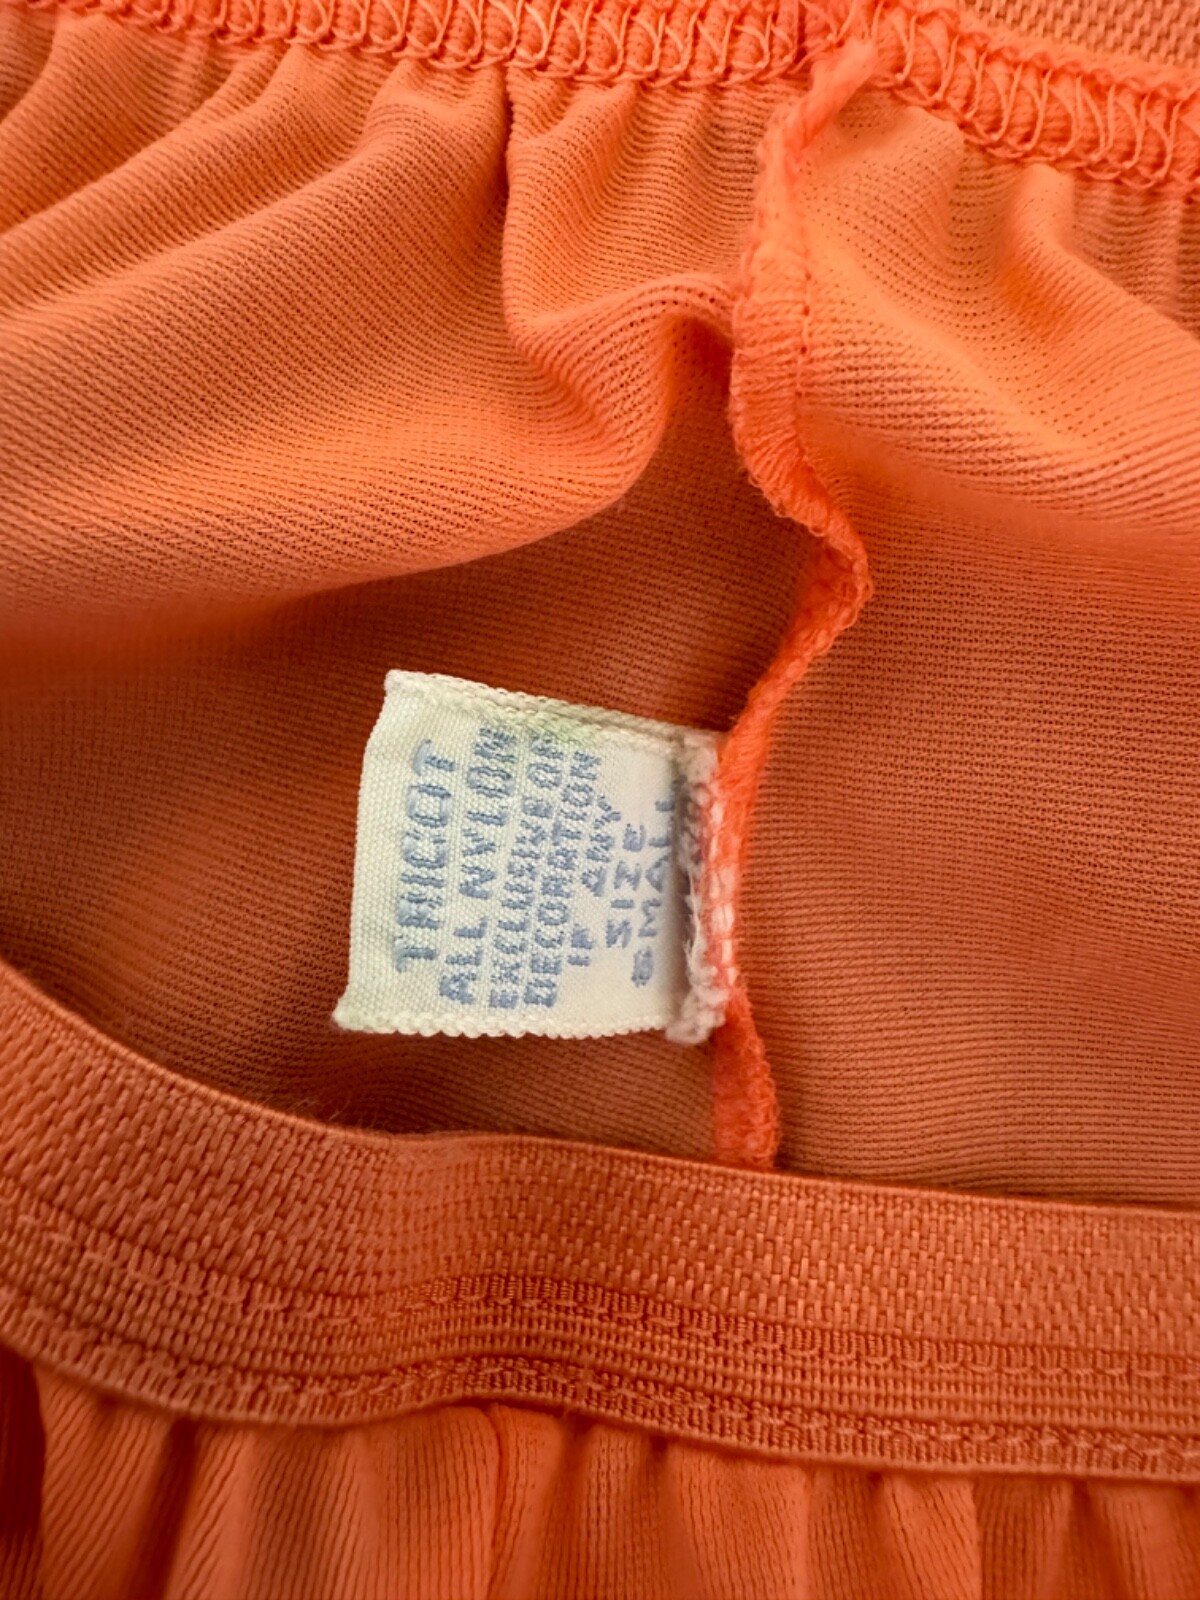 TRICOT
ALL NYLON
EXCLUSIVE OF
DECORATION
IF ANY
SIZE
SMALL